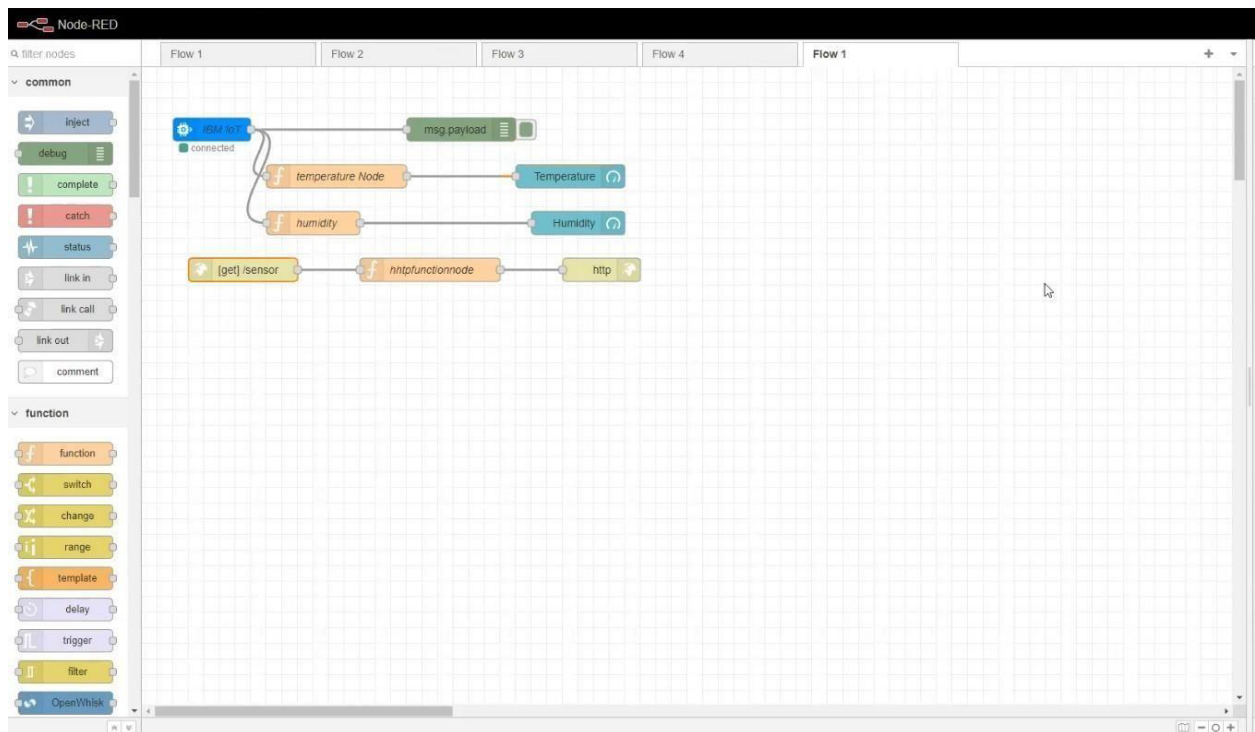 Node-RED
filter nodes
Flow 1
Flow 2
Flow 3
Flow 4
Flow 1
common
inject
debug
complete
catch
status
link in
link call
link out
comment
function
function
switch
change
range
template
delay
trigger
filter
OpenWhisk
IBM IoT
connected
msg.payload
temperature Node
Temperature
humidity
Humidity
[get] /sensor
hhtpfunctionnode
http